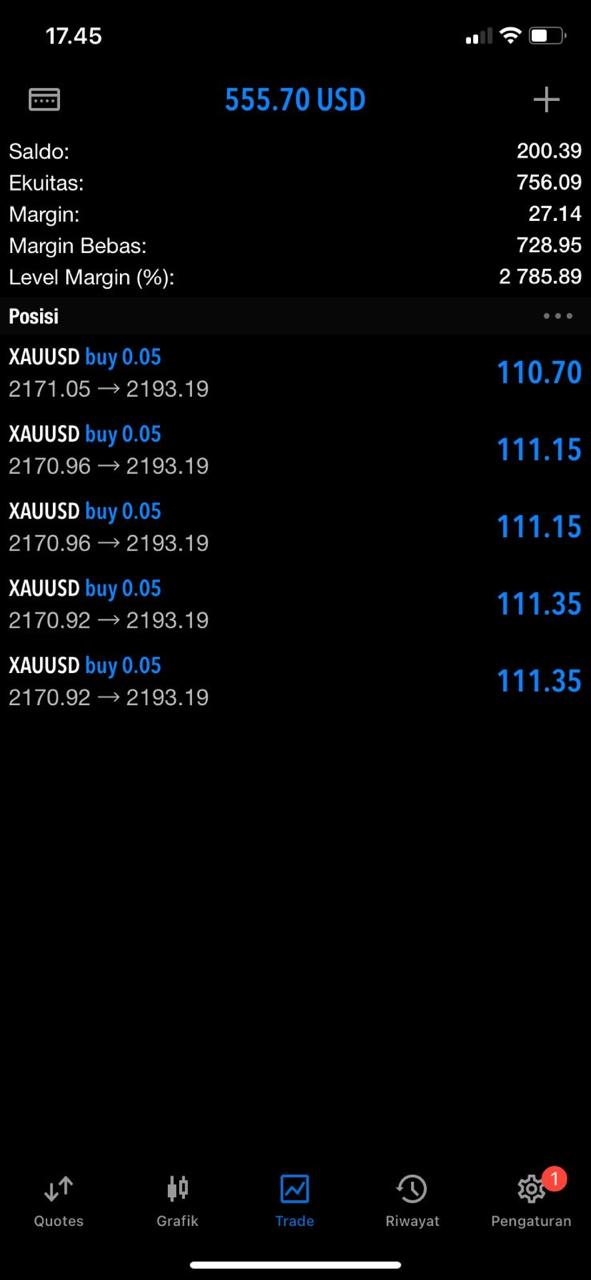 17.45
555.70 USD
Saldo: 200.39
Ekuitas: 756.09
Margin: 27.14
Margin Bebas: 728.95
Level Margin (%): 2 785.89
Posisi
XAUUSD buy 0.05
2171.05 → 2193.19 110.70
XAUUSD buy 0.05
2170.96 → 2193.19 111.15
XAUUSD buy 0.05
2170.96 → 2193.19 111.15
XAUUSD buy 0.05
2170.92 → 2193.19 111.35
XAUUSD buy 0.05
2170.92 → 2193.19 111.35
1
Quotes Grafik Trade Riwayat Pengaturan